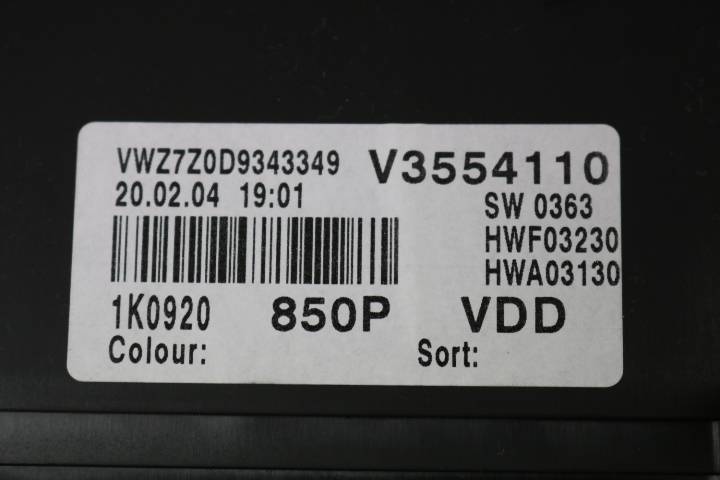 VWZ7Z0D9343349 V3554110
20.02.04 19:01 SW 0363
HWF03230
HWA03130
1K0920 850P VDD
Colour: Sort: